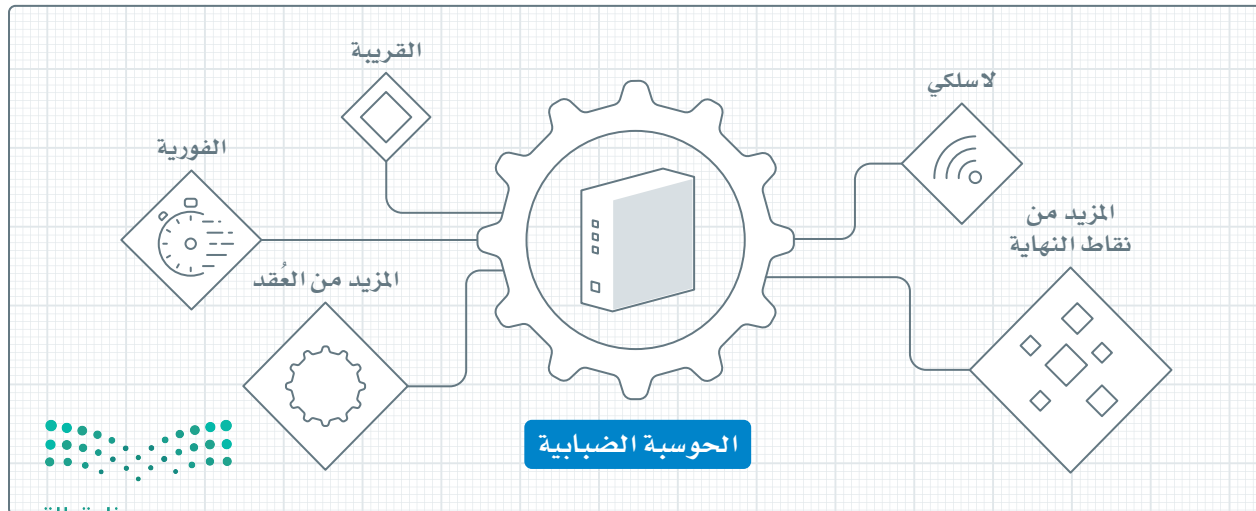 القريبة
لاسلكي
الفورية
المزيد من
نقاط النهاية
المزيد من العُقد
الحوسبة الضبابية